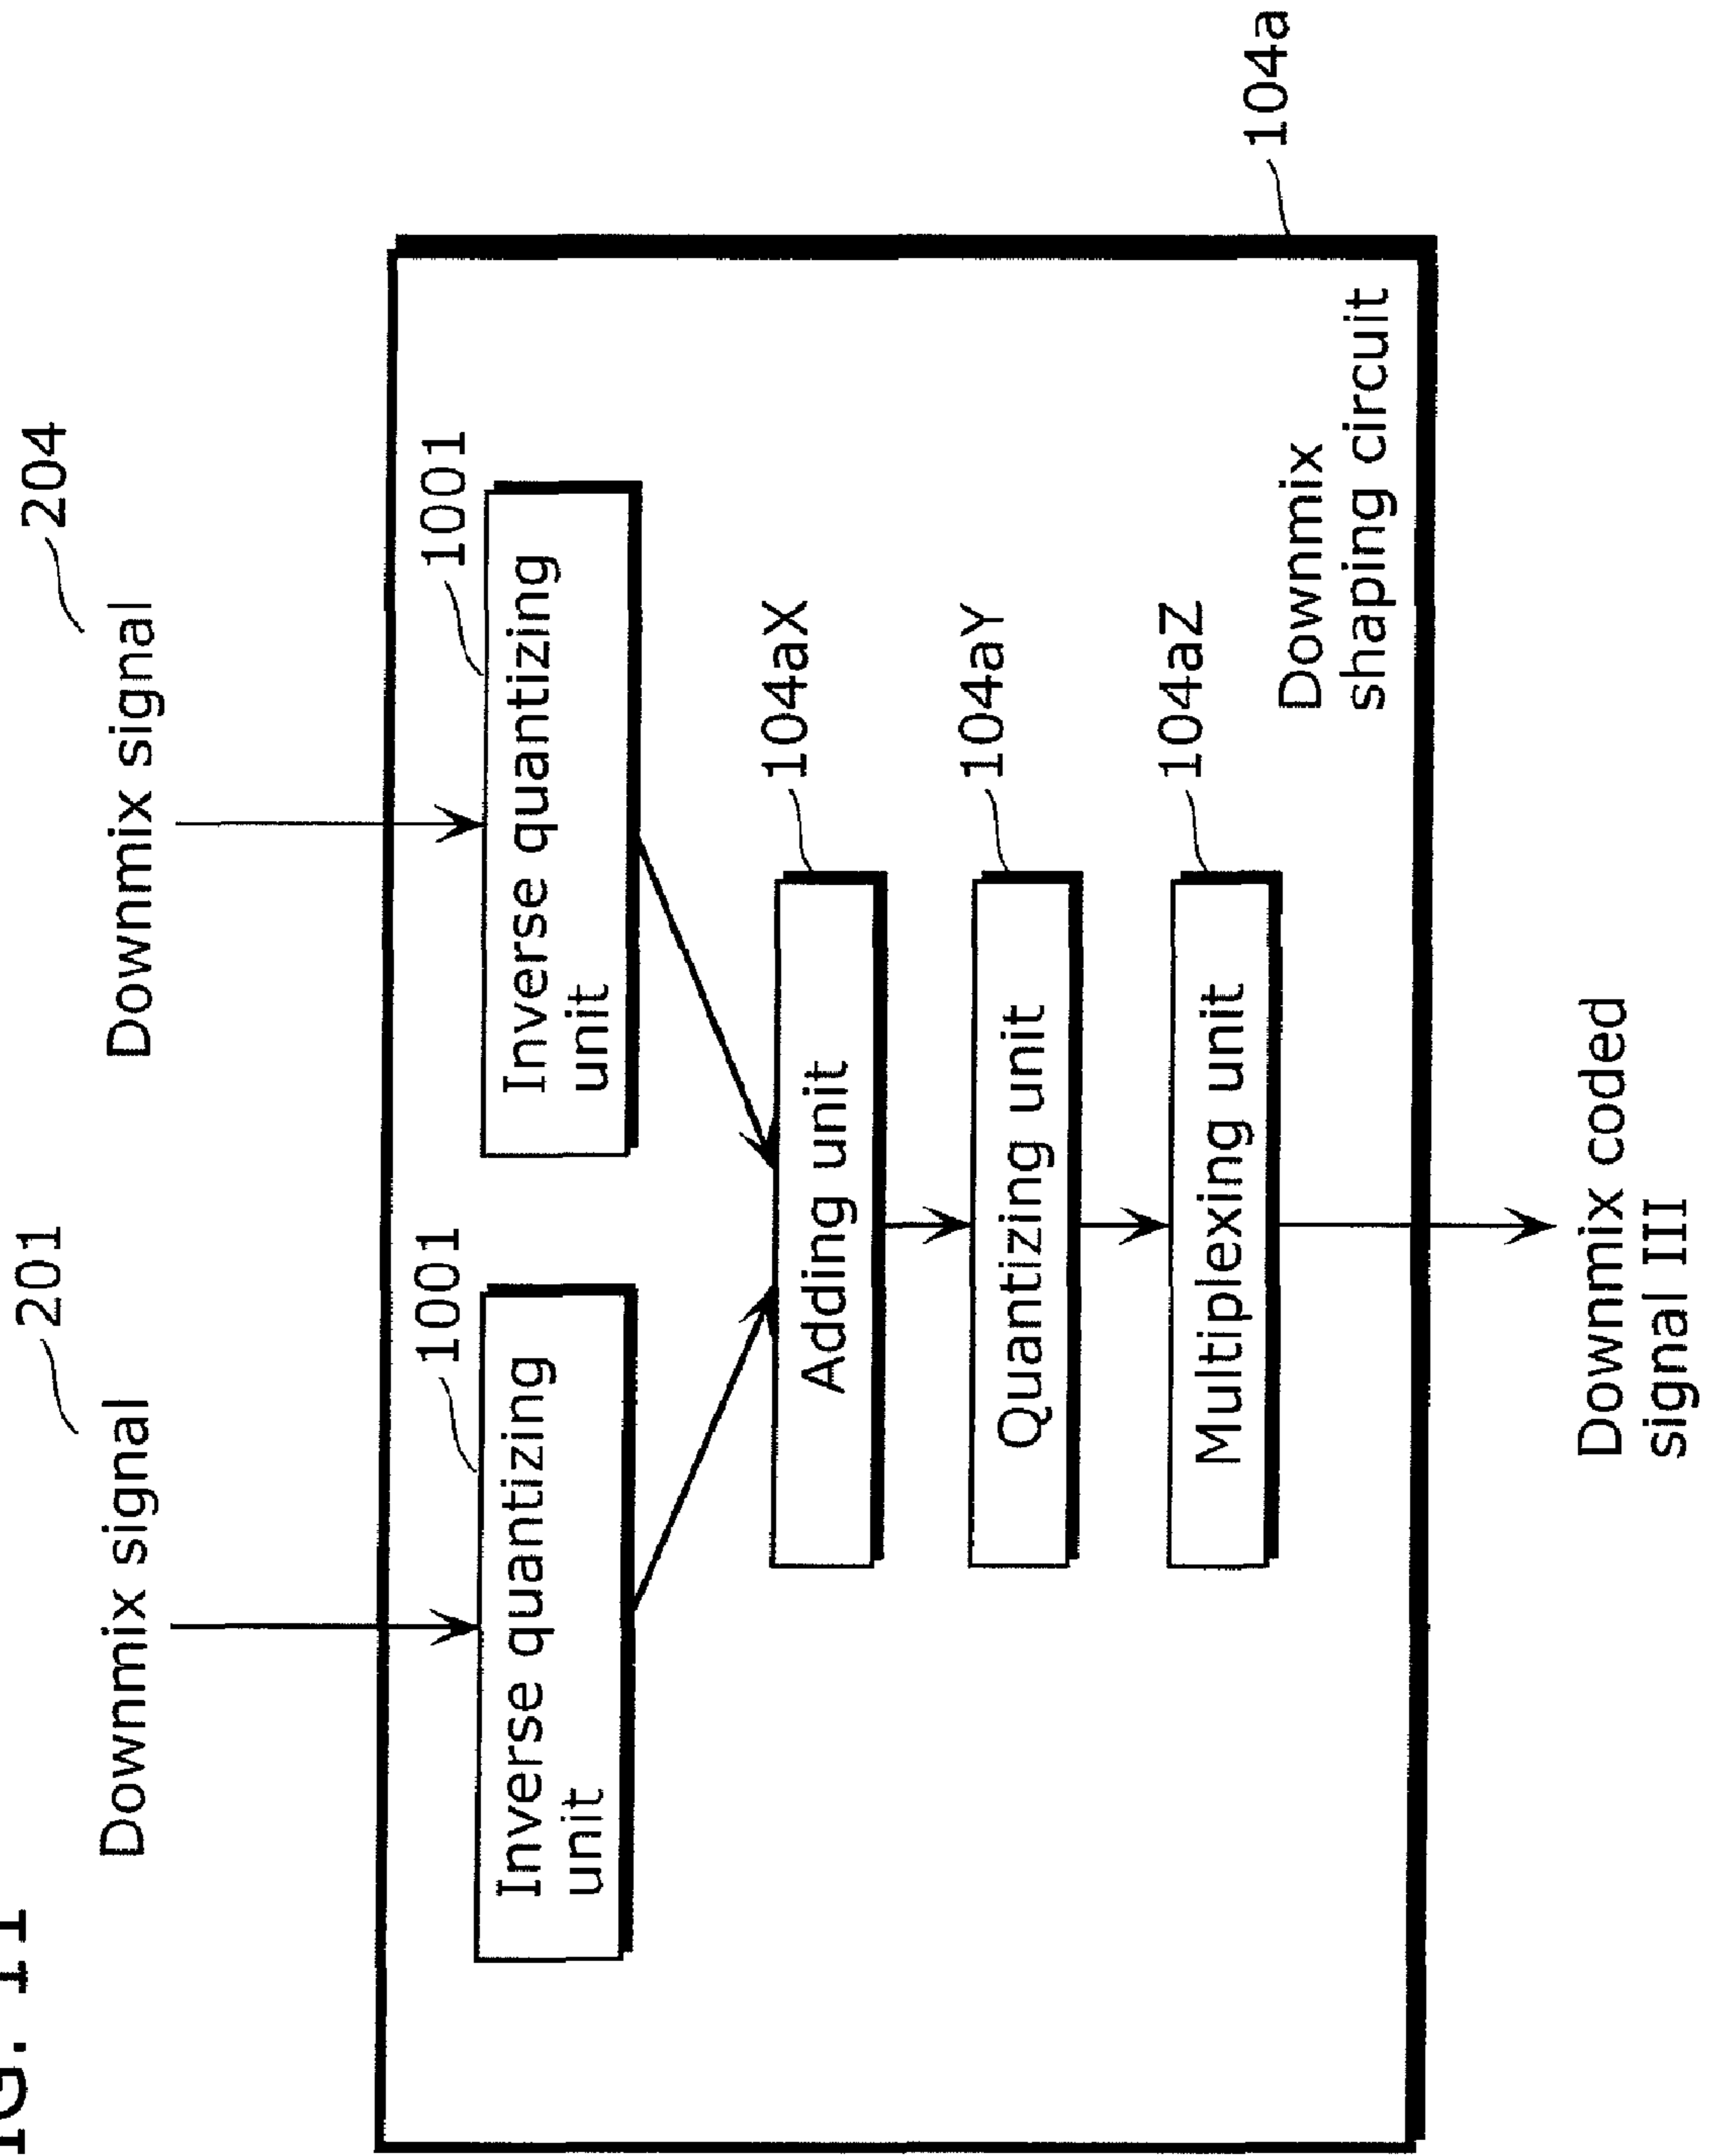 IG. 11
201
204
Downmix signal
Downmix signal
1001
1001
Inverse quantizing
unit
Inverse quantizing
unit
104aX
Adding unit
104aY
Quantizing unit
104aZ
Multiplexing unit
Downmix
shaping circuit
104a
Downmix coded
signal III